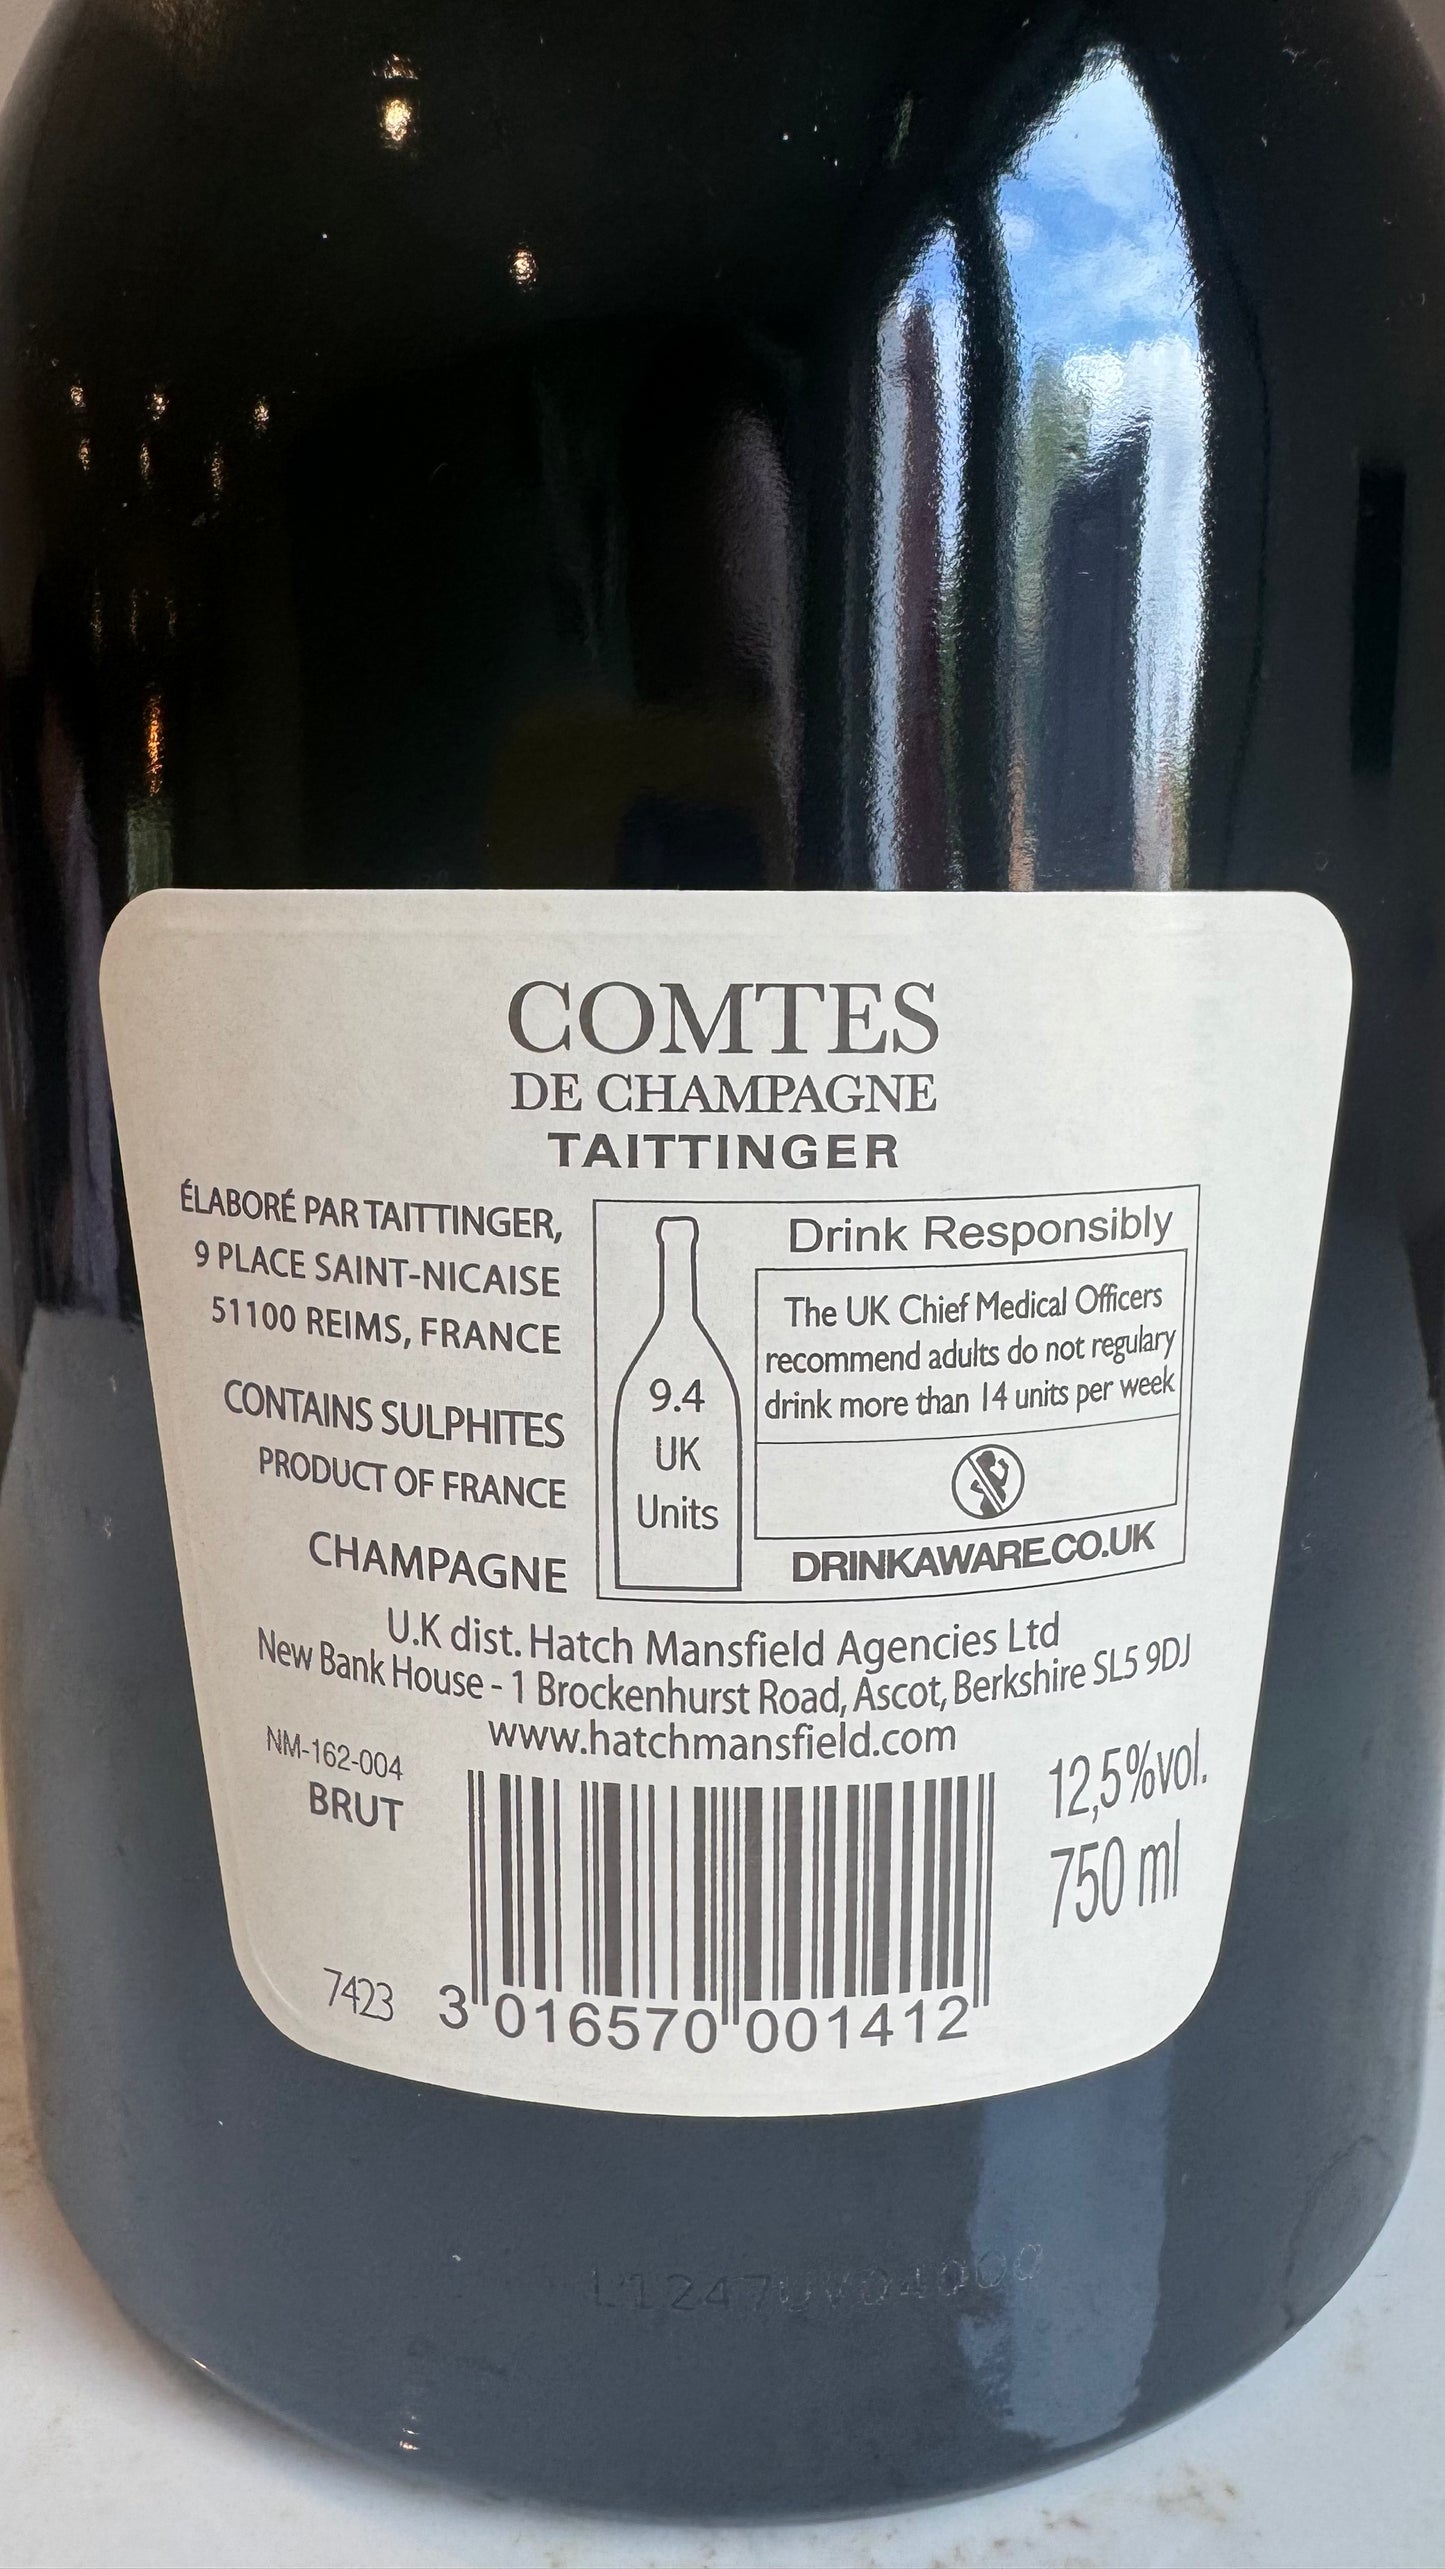 COMTES
DE CHAMPAGNE
TAITTINGER
ÉLABORÉ PAR TAITTINGER,
9 PLACE SAINT-NICAISE
51100 REIMS, FRANCE
CONTAINS SULPHITES
PRODUCT OF FRANCE
CHAMPAGNE
9.4
UK
Units
Drink Responsibly
The UK Chief Medical Officers
recommend adults do not regulary
drink more than 14 units per week
DRINKAWARE.CO.UK
U.K dist. Hatch Mansfield Agencies Ltd
New Bank House - 1 Brockenhurst Road, Ascot, Berkshire SL5 9DJ
www.hatchmansfield.com
NM-162-004
BRUT
12,5%vol.
750 ml
7423
3 016570 001412